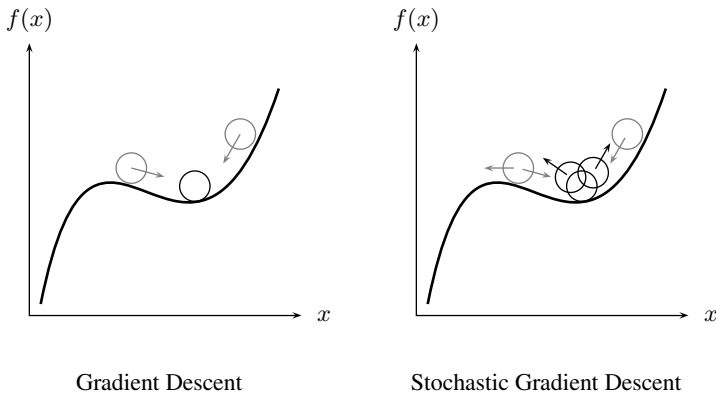 f(x)
x
Gradient Descent
f(x)
x
Stochastic Gradient Descent